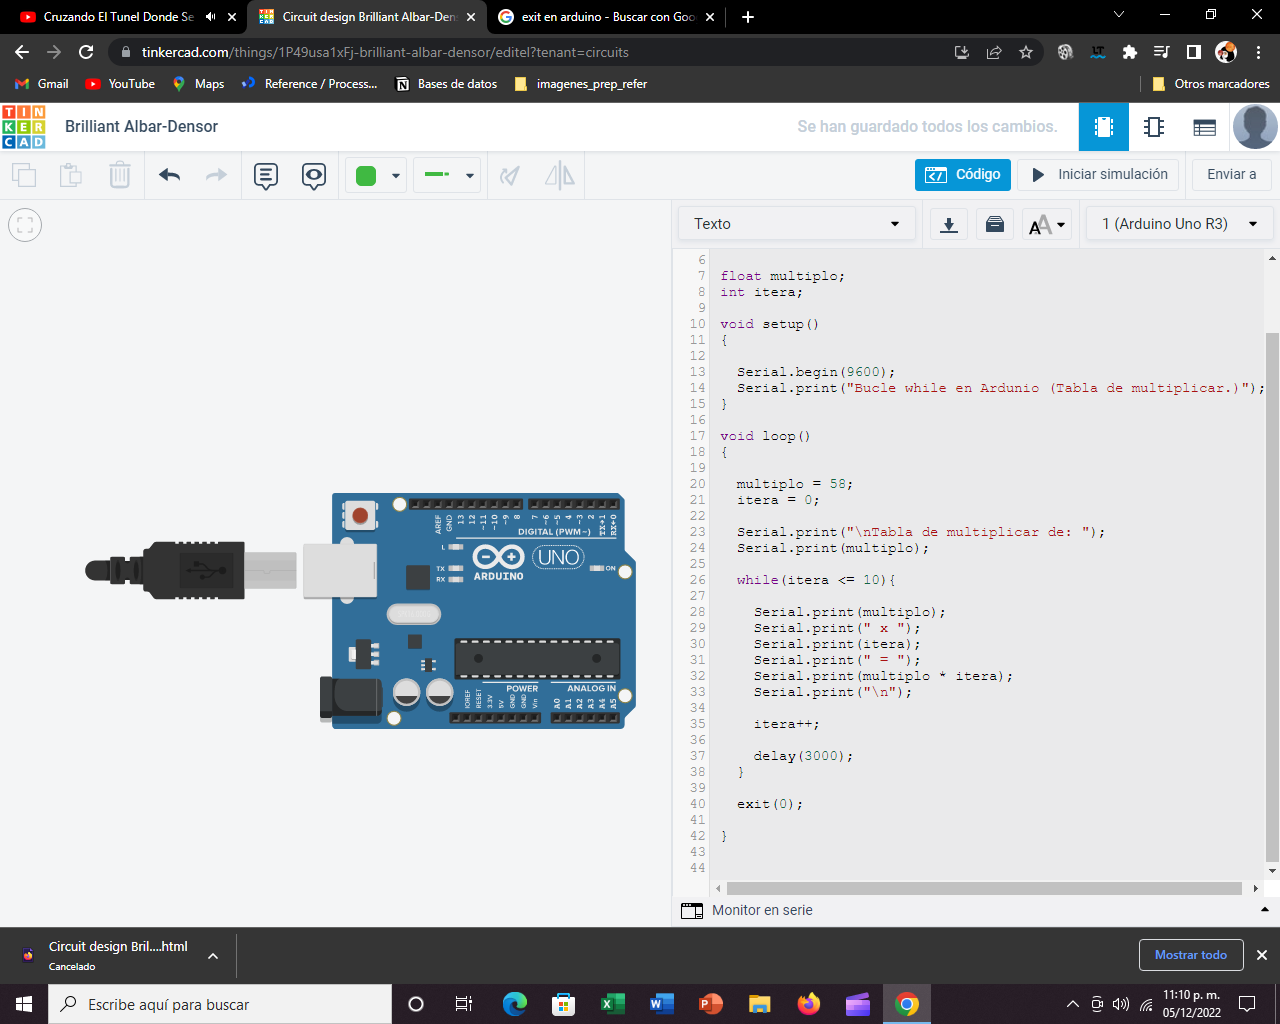 Cruzando El Tunel Donde Se
Circuit design Brilliant Albar-Den
exit en arduino - Buscar con Goo
tinkercad.com/things/1P49usa1xFj-brilliant-albar-densor/editel?tenant=circuits
Gmail
YouTube
Maps
Reference / Process...
Bases de datos
imagenes_prep_refer
Otros marcadores
TINKERCAD
Brilliant Albar-Densor
Se han guardado todos los cambios.
Código
Iniciar simulación
Enviar a
Texto
1 (Arduino Uno R3)
6
7 float multiplo;
8 int itera;
9
10 void setup()
11 {
12
13 Serial.begin(9600);
14 Serial.print("Bucle while en Ardunio (Tabla de multiplicar.)");
15 }
16
17 void loop()
18 {
19
20 multiplo = 58;
21 itera = 0;
22
23 Serial.print("\nTabla de multiplicar de: ");
24 Serial.print(multiplo);
25
26 while(itera <= 10){
27
28 Serial.print(multiplo);
29 Serial.print(" x ");
30 Serial.print(itera);
31 Serial.print(" = ");
32 Serial.print(multiplo * itera);
33 Serial.print("\n");
34
35 itera++;
36
37 delay(3000);
38 }
39
40 exit(0);
41
42 }
43
44
AREF
GND
13
12
~11
~10
~9
8
7
~6
~5
4
~3
2
TX→1
RX←0
DIGITAL (PWM ~)
L
TX
RX
ARDUINO
UNO
ON
POWER
ANALOG IN
IOREF
RESET
3.3V
5V
GND
GND
Vin
A0
A1
A2
A3
A4
A5
Monitor en serie
Circuit design Bril....html
Cancelado
Mostrar todo
Escribe aquí para buscar
11:10 p. m.
05/12/2022